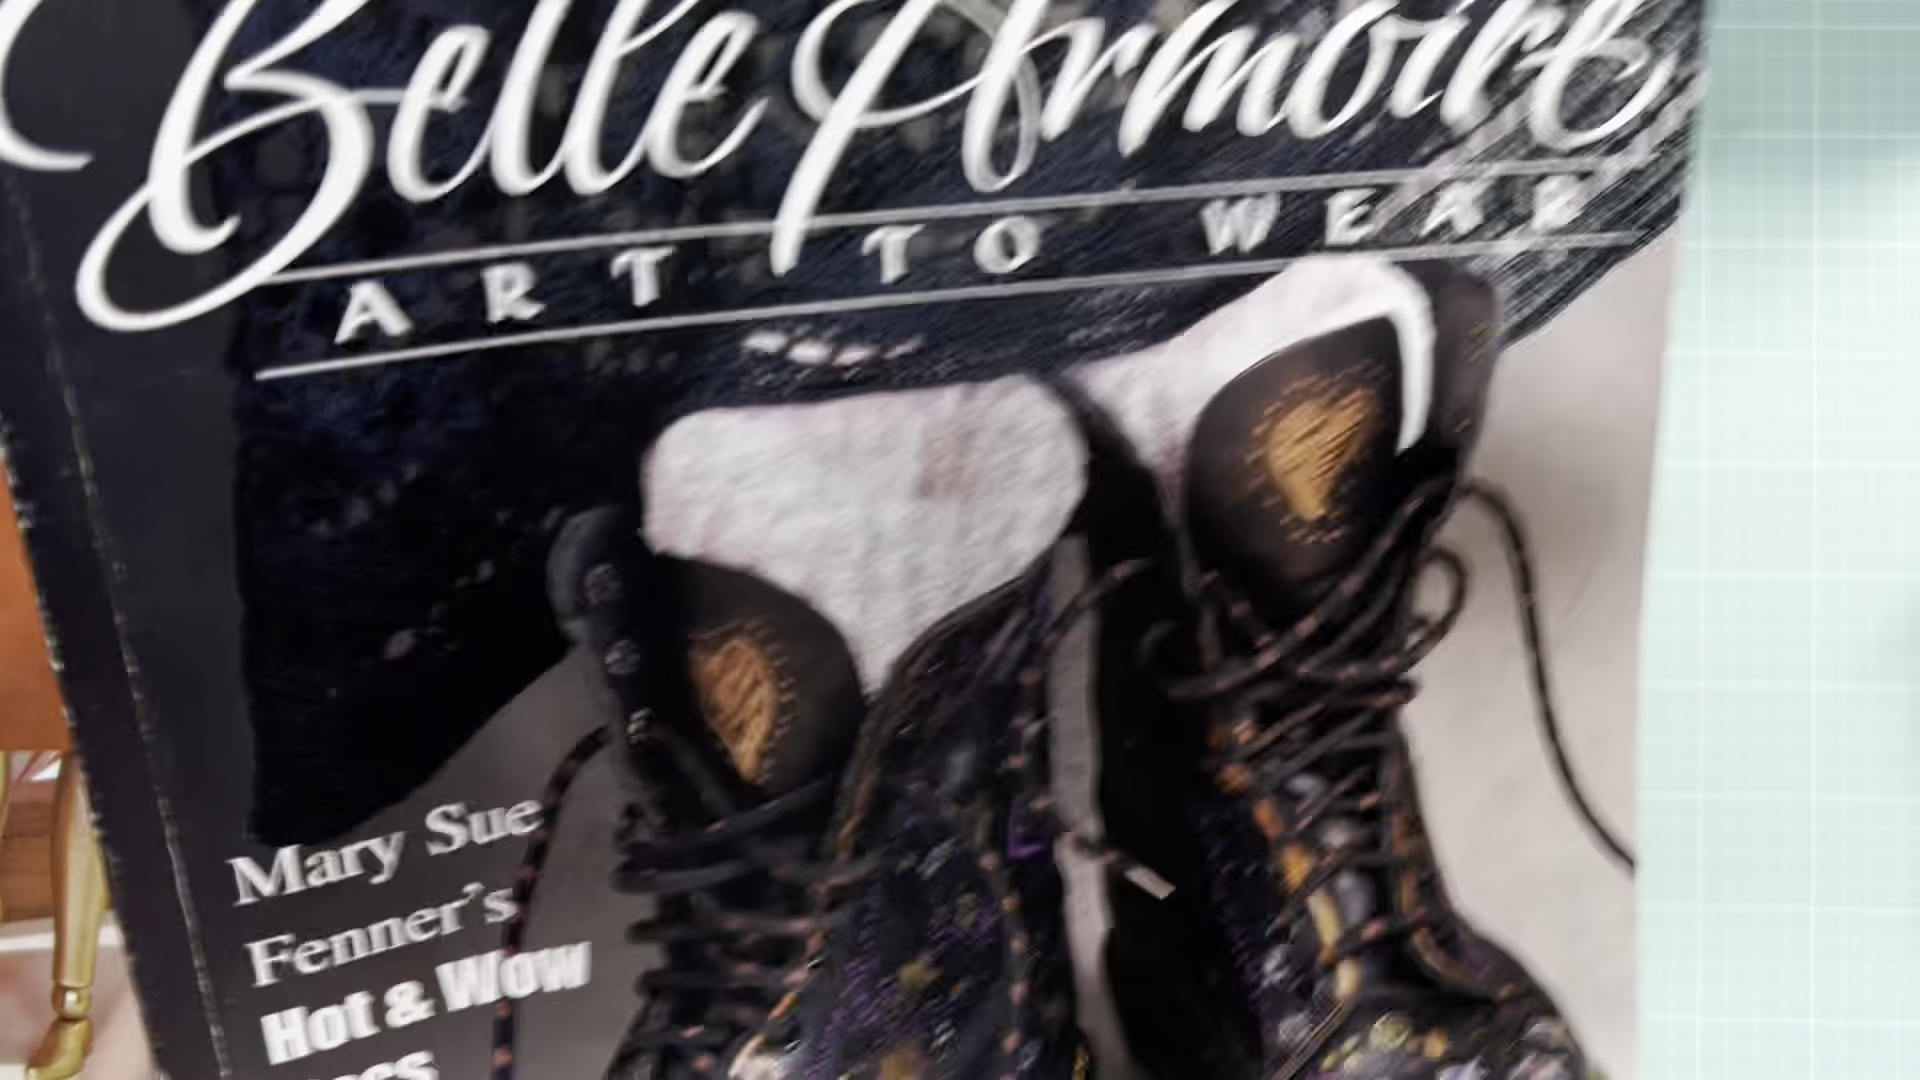 Belle Armoire
ART TO WEAR
Mary Sue
Fenner's
Hot & Wow